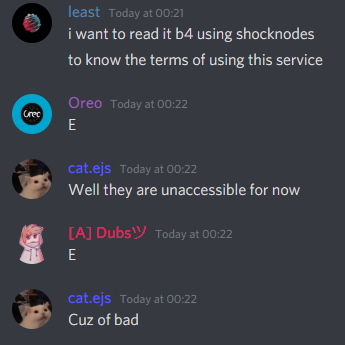 least Today at 00:21
i want to read it b4 using shocknodes
to know the terms of using this service
Oreo
Oreo Today at 00:22
E
cat.ejs Today at 00:22
Well they are unaccessible for now
[A] Dubsツ Today at 00:22
E
cat.ejs Today at 00:22
Cuz of bad